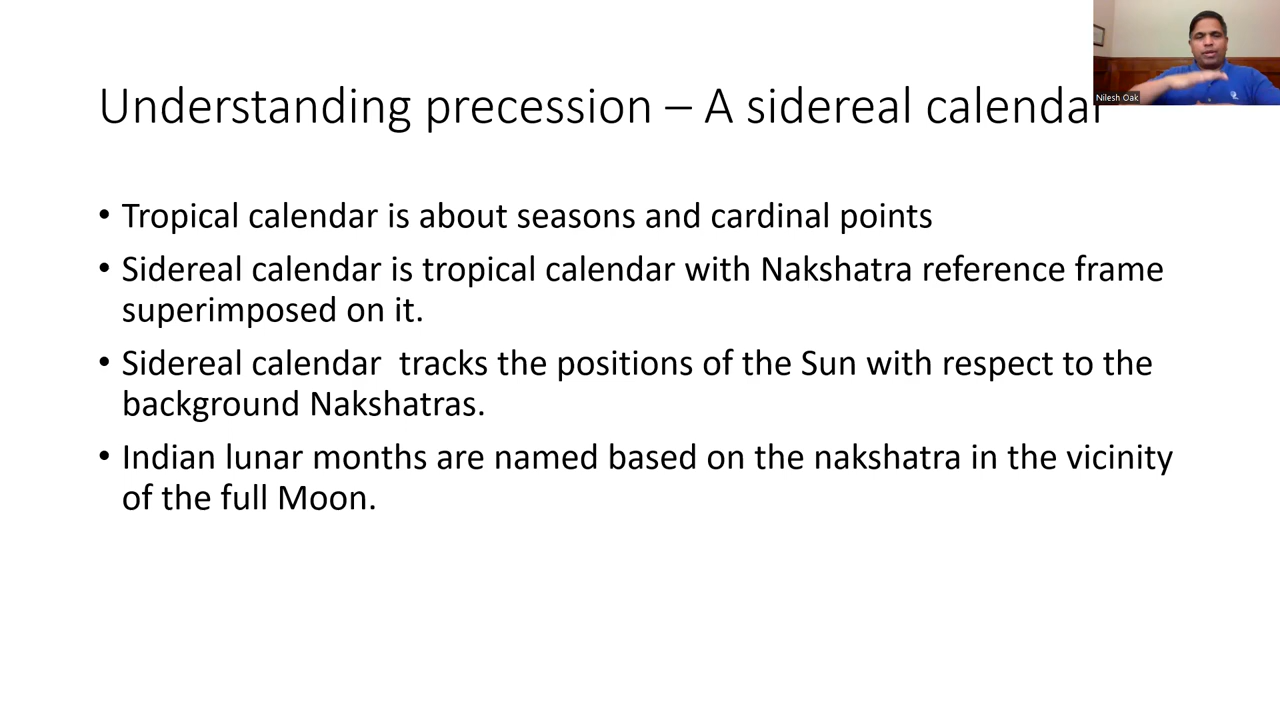 Understanding precession – A sidereal calendar
Nilesh Oak
• Tropical calendar is about seasons and cardinal points
• Sidereal calendar is tropical calendar with Nakshatra reference frame
superimposed on it.
• Sidereal calendar  tracks the positions of the Sun with respect to the
background Nakshatras.
• Indian lunar months are named based on the nakshatra in the vicinity
of the full Moon.